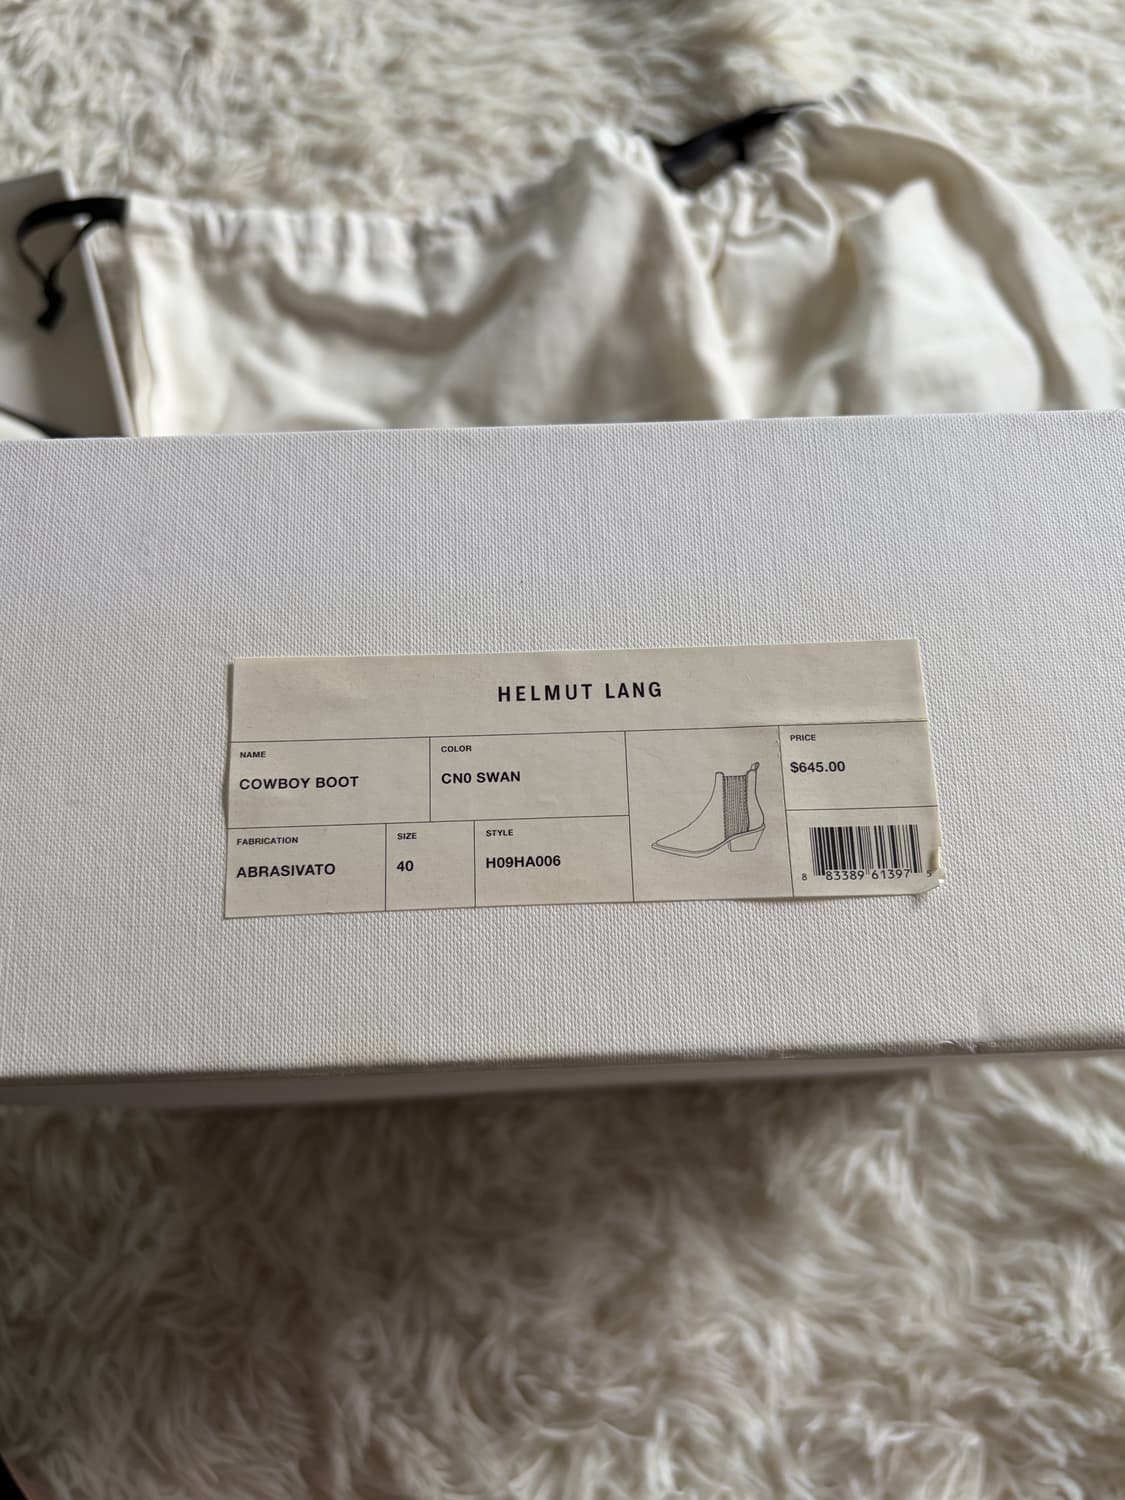 HELMUT LANG
NAME
COWBOY BOOT
COLOR
CN0 SWAN
PRICE
$645.00
FABRICATION
ABRASIVATO
SIZE
40
STYLE
H09HA006
8 83389 61397 5